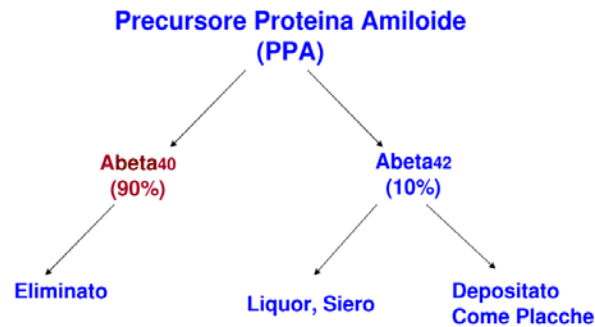 Precursore Proteina Amiloide
(PPA)
Abeta40
(90%)
Abeta42
(10%)
Eliminato
Liquor, Siero
Depositato
Come Placche